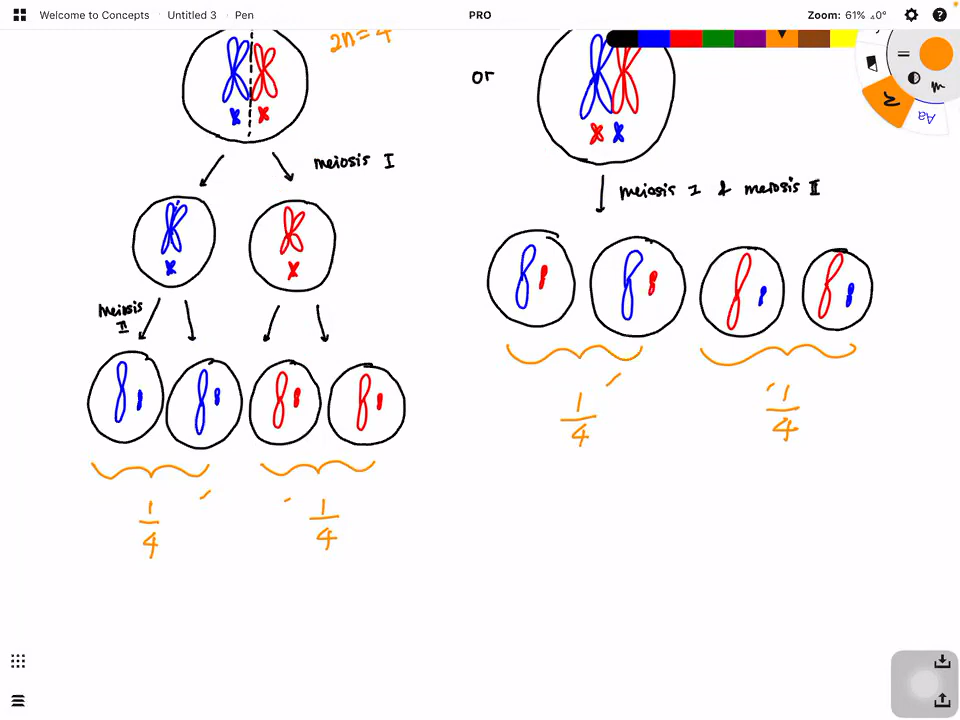 Welcome to Concepts › Untitled 3 › Pen
PRO
Zoom: 61% 0°
2n=4
or
meiosis I
meiosis I & meiosis II
meiosis
II
1/4
1/4
1/4
1/4
Aa